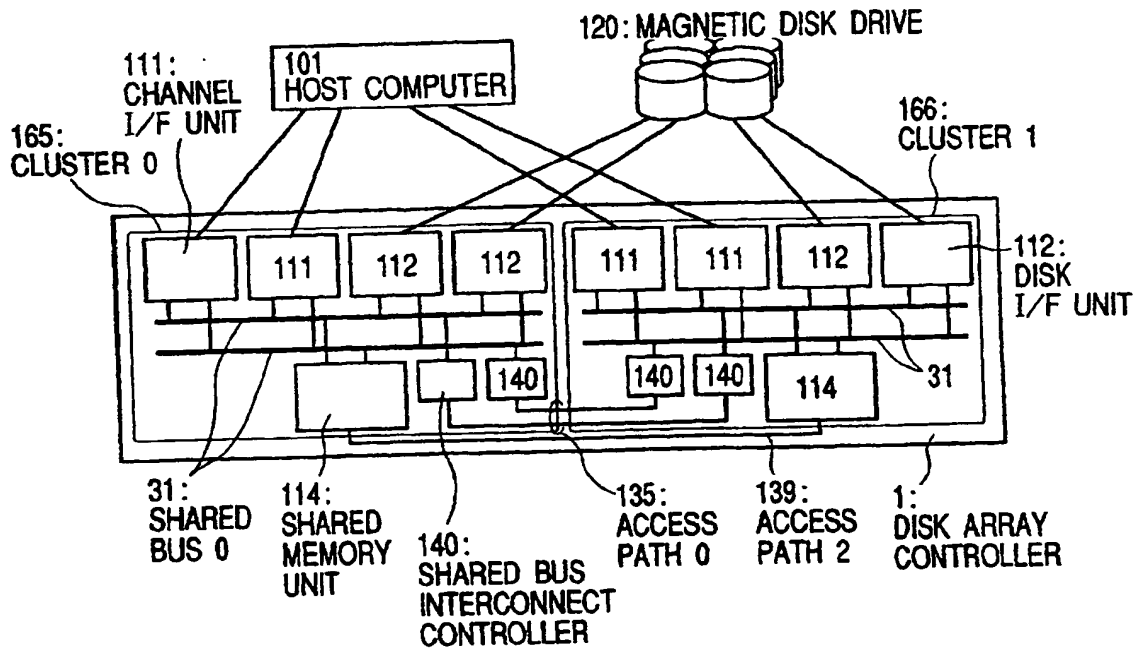 120: MAGNETIC DISK DRIVE
111:
CHANNEL
I/F UNIT
101
HOST COMPUTER
165:
CLUSTER 0
166:
CLUSTER 1
111
112
112
111
111
112
112:
DISK
I/F UNIT
140
140
140
114
31
31:
SHARED
BUS 0
114:
SHARED
MEMORY
UNIT
140:
SHARED BUS
INTERCONNECT
CONTROLLER
135:
ACCESS
PATH 0
139:
ACCESS
PATH 2
1:
DISK ARRAY
CONTROLLER